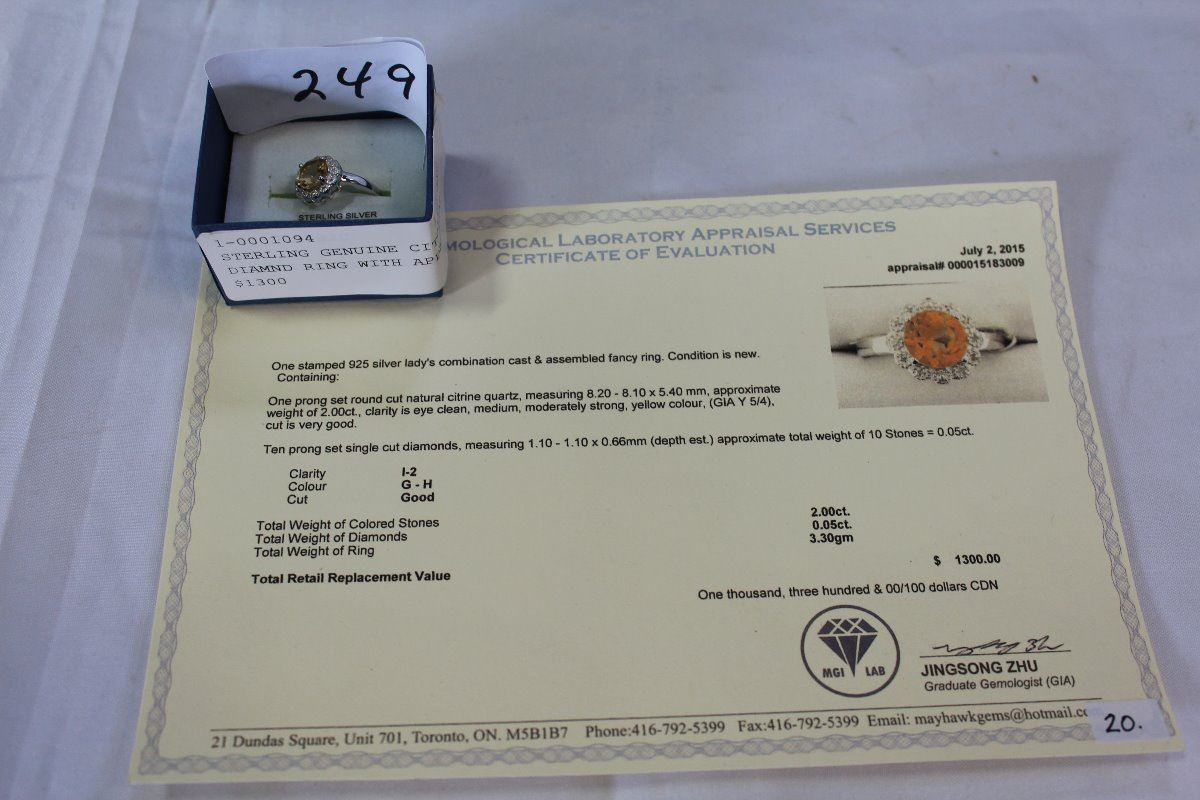 249
STERLING SILVER
1-0001094
STERLING GENUINE
DIAMND RING WITH
$1300
LABORATORY APPRAISAL SERVICES
CERTIFICATE OF EVALUATION
July 2, 2015
appraisal# 000015183009
One stamped 925 silver lady's combination cast & assembled fancy ring. Condition is new.
Containing:
One prong set round cut natural citrine quartz, measuring 8.20 - 8.10 x 5.40 mm, approximate
weight of 2.00ct., clarity is eye clean, medium, moderately strong, yellow colour, (GIA Y 5/4),
cut is very good.
Ten prong set single cut diamonds, measuring 1.10 - 1.10 x 0.66mm (depth est.) approximate total weight of 10 Stones = 0.05ct.
Clarity I-2
Colour G - H
Cut Good
Total Weight of Colored Stones 2.00ct.
Total Weight of Diamonds 0.05ct.
Total Weight of Ring 3.30gm
Total Retail Replacement Value $ 1300.00
One thousand, three hundred & 00/100 dollars CDN
MGI LAB
JINGSONG ZHU
Graduate Gemologist (GIA)
21 Dundas Square, Unit 701, Toronto, ON. M5B1B7 Phone:416-792-5399 Fax:416-792-5399 Email: mayhawkgems@hotmail.c
20.